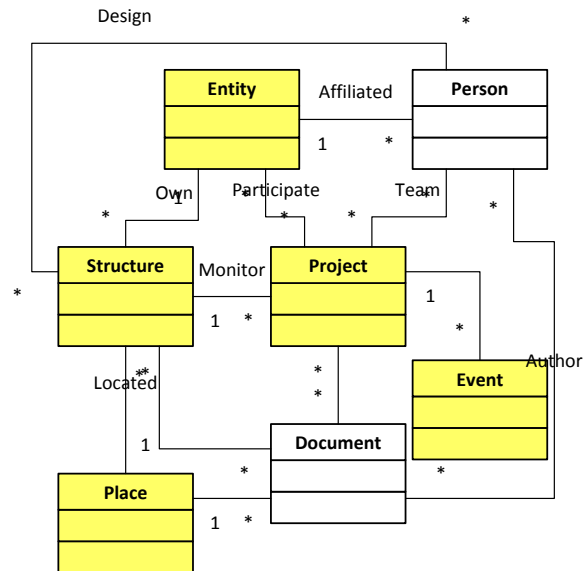 Design
*
Entity
Affiliated
Person
1
*
Own
1
*
Participate
*
*
Team
*
*
*
Structure
Monitor
Project
*
1
*
1
*
Located
*
*
*
*
Author
Event
1
Document
*
*
Place
1
*